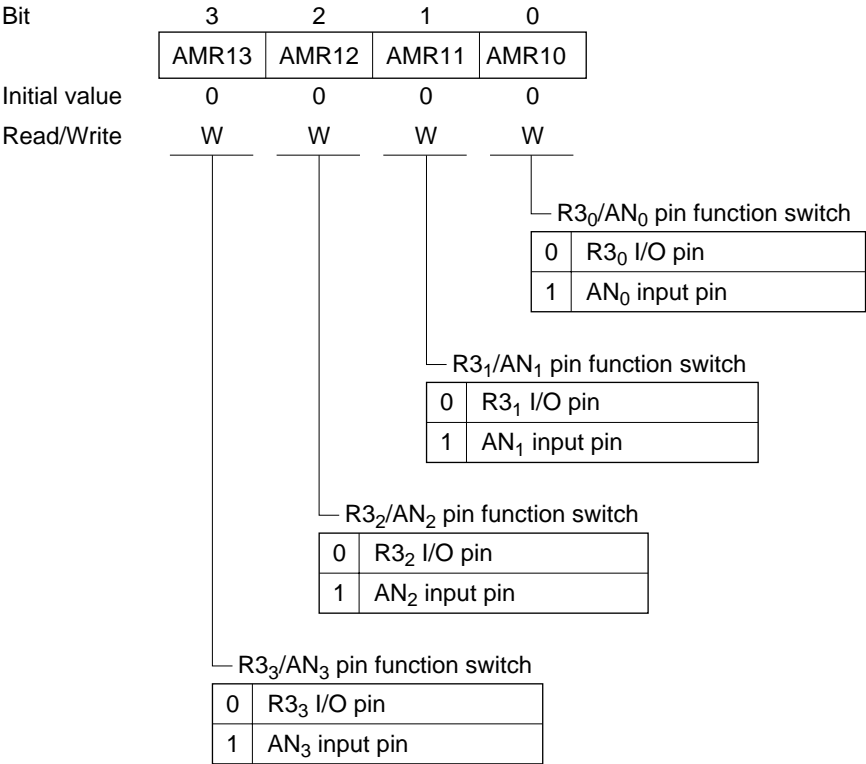 Bit 3 2 1 0
AMR13 AMR12 AMR11 AMR10
Initial value 0 0 0 0
Read/Write W W W W
R3₀/AN₀ pin function switch
0 R3₀ I/O pin
1 AN₀ input pin
R3₁/AN₁ pin function switch
0 R3₁ I/O pin
1 AN₁ input pin
R3₂/AN₂ pin function switch
0 R3₂ I/O pin
1 AN₂ input pin
R3₃/AN₃ pin function switch
0 R3₃ I/O pin
1 AN₃ input pin